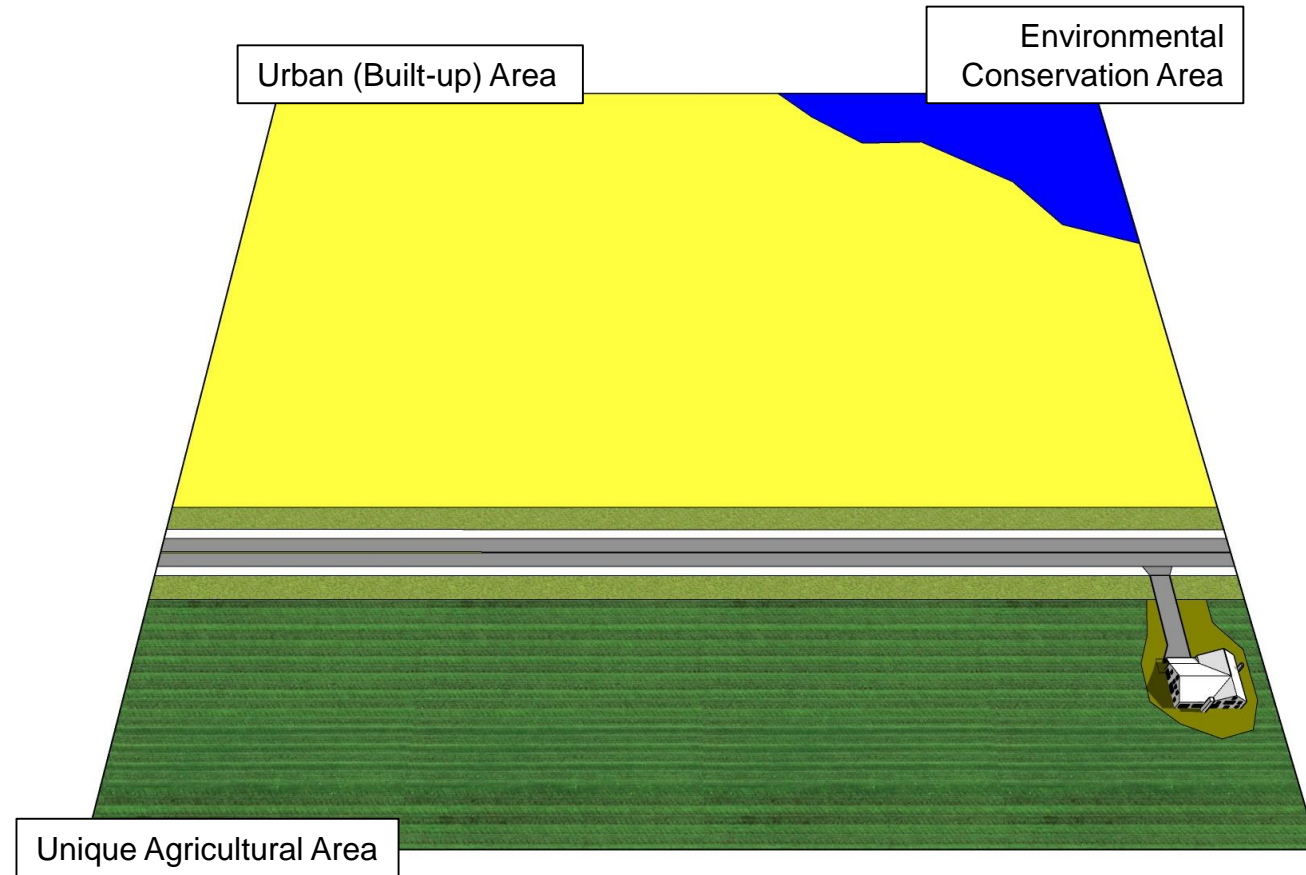 Urban (Built-up) Area
Environmental
Conservation Area
Unique Agricultural Area